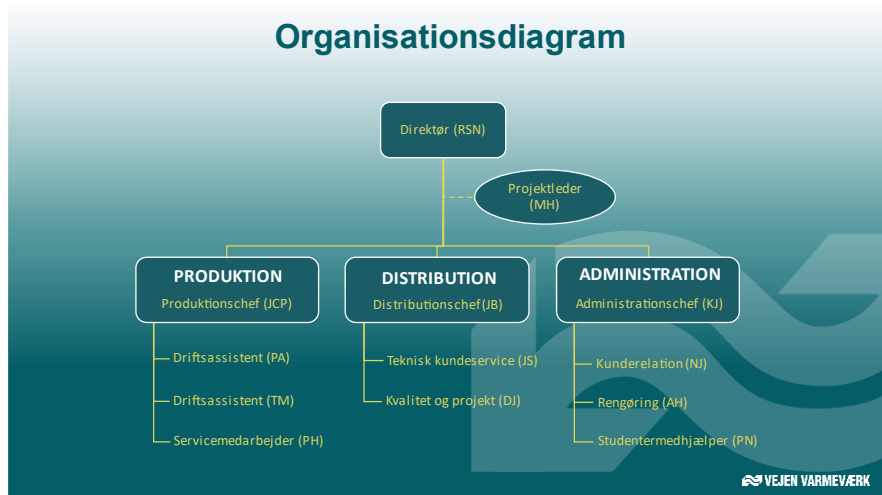 Organisationsdiagram
Direktør (RSN)
Projektleder
(MH)
PRODUKTION
Produktionschef (JCP)
DISTRIBUTION
Distributionschef (JB)
ADMINISTRATION
Administrationschef (KJ)
Driftsassistent (PA)
Driftsassistent (TM)
Servicemedarbejder (PH)
Teknisk kundeservice (JS)
Kvalitet og projekt (DJ)
Kunderelation (NJ)
Rengøring (AH)
Studentermedhjælper (PN)
VEJEN VARMEVÆRK